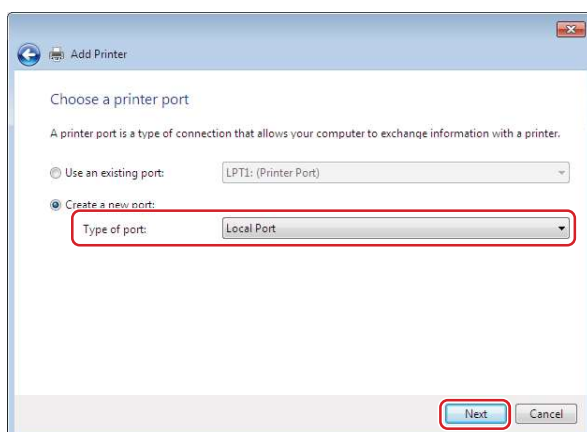 Add Printer
Choose a printer port
A printer port is a type of connection that allows your computer to exchange information with a printer.
Use an existing port: LPT1: (Printer Port)
Create a new port:
Type of port: Local Port
Next Cancel